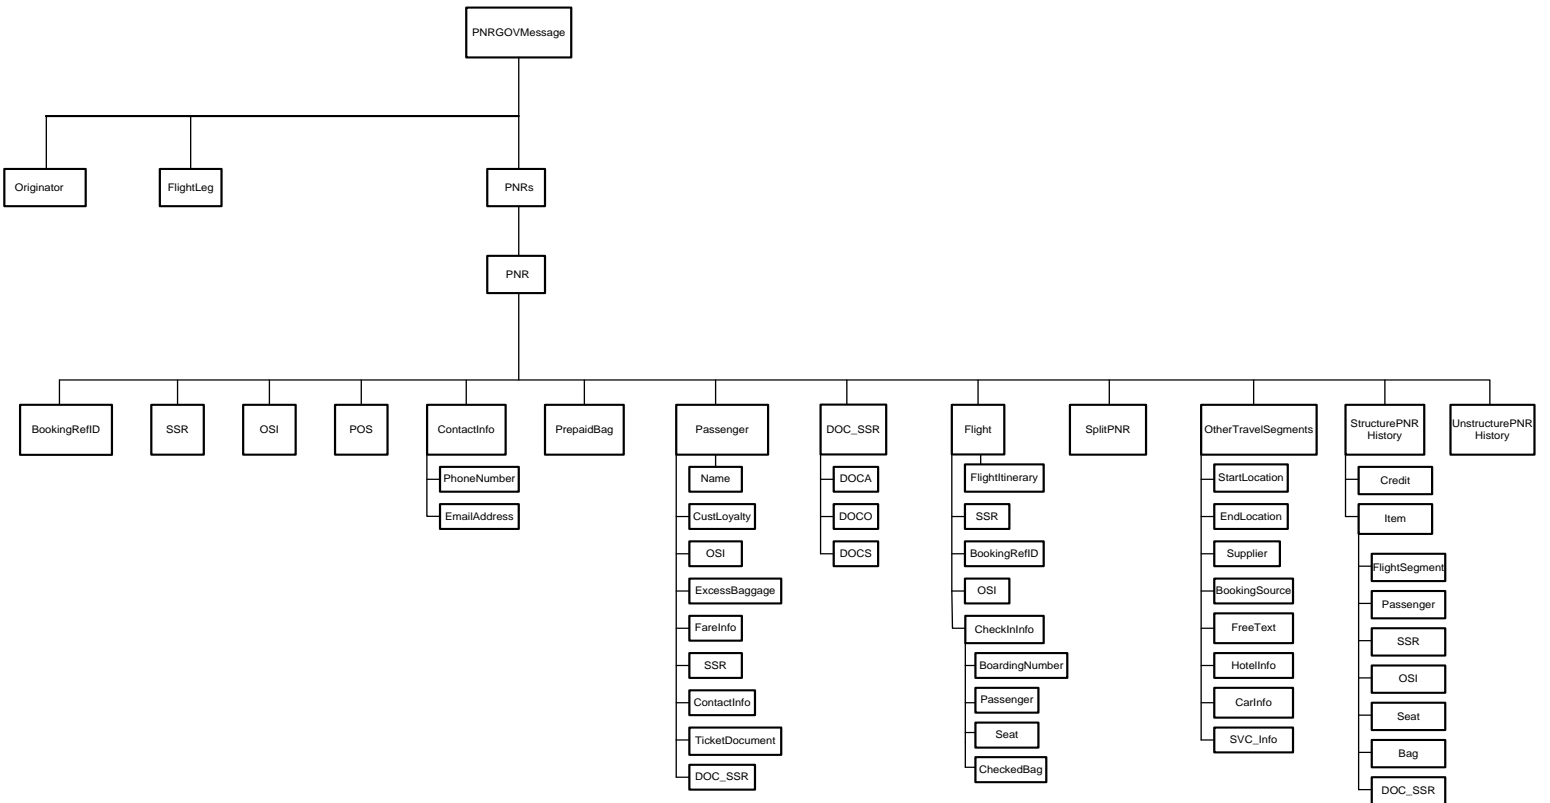 PNRGOVMessage
Originator
FlightLeg
PNRs
PNR
BookingRefID
SSR
OSI
POS
ContactInfo
PhoneNumber
EmailAddress
PrepaidBag
Passenger
Name
CustLoyalty
OSI
ExcessBaggage
FareInfo
SSR
ContactInfo
TicketDocument
DOC_SSR
DOC_SSR
DOCA
DOCO
DOCS
Flight
FlightItinerary
SSR
BookingRefID
OSI
CheckInInfo
BoardingNumber
Passenger
Seat
CheckedBag
SplitPNR
OtherTravelSegments
StartLocation
EndLocation
Supplier
BookingSource
FreeText
HotelInfo
CarInfo
SVC_Info
StructurePNR
History
Credit
Item
FlightSegment
Passenger
SSR
OSI
Seat
Bag
DOC_SSR
UnstructurePNR
History